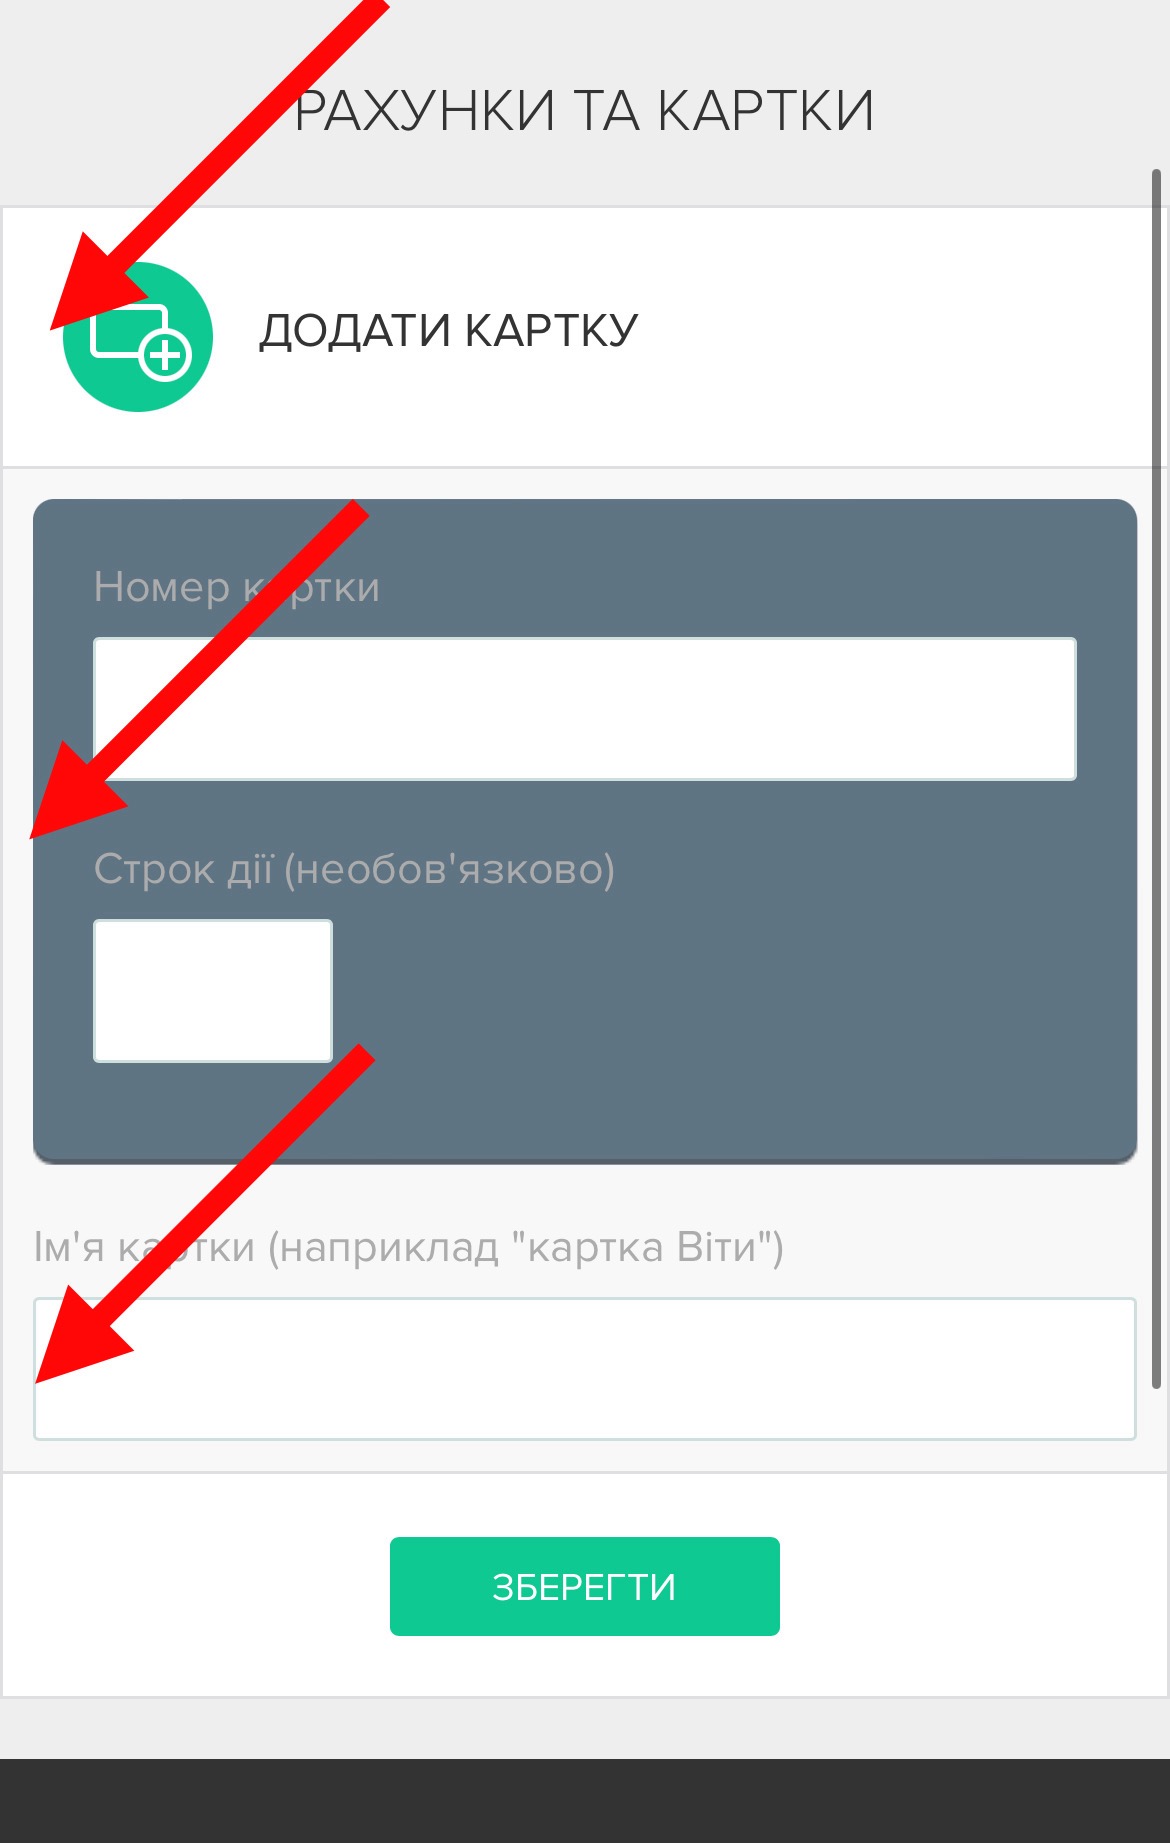 РАХУНКИ ТА КАРТКИ
ДОДАТИ КАРТКУ
Номер картки
Строк дії (необов'язково)
Ім'я картки (наприклад "картка Віти")
ЗБЕРЕГТИ